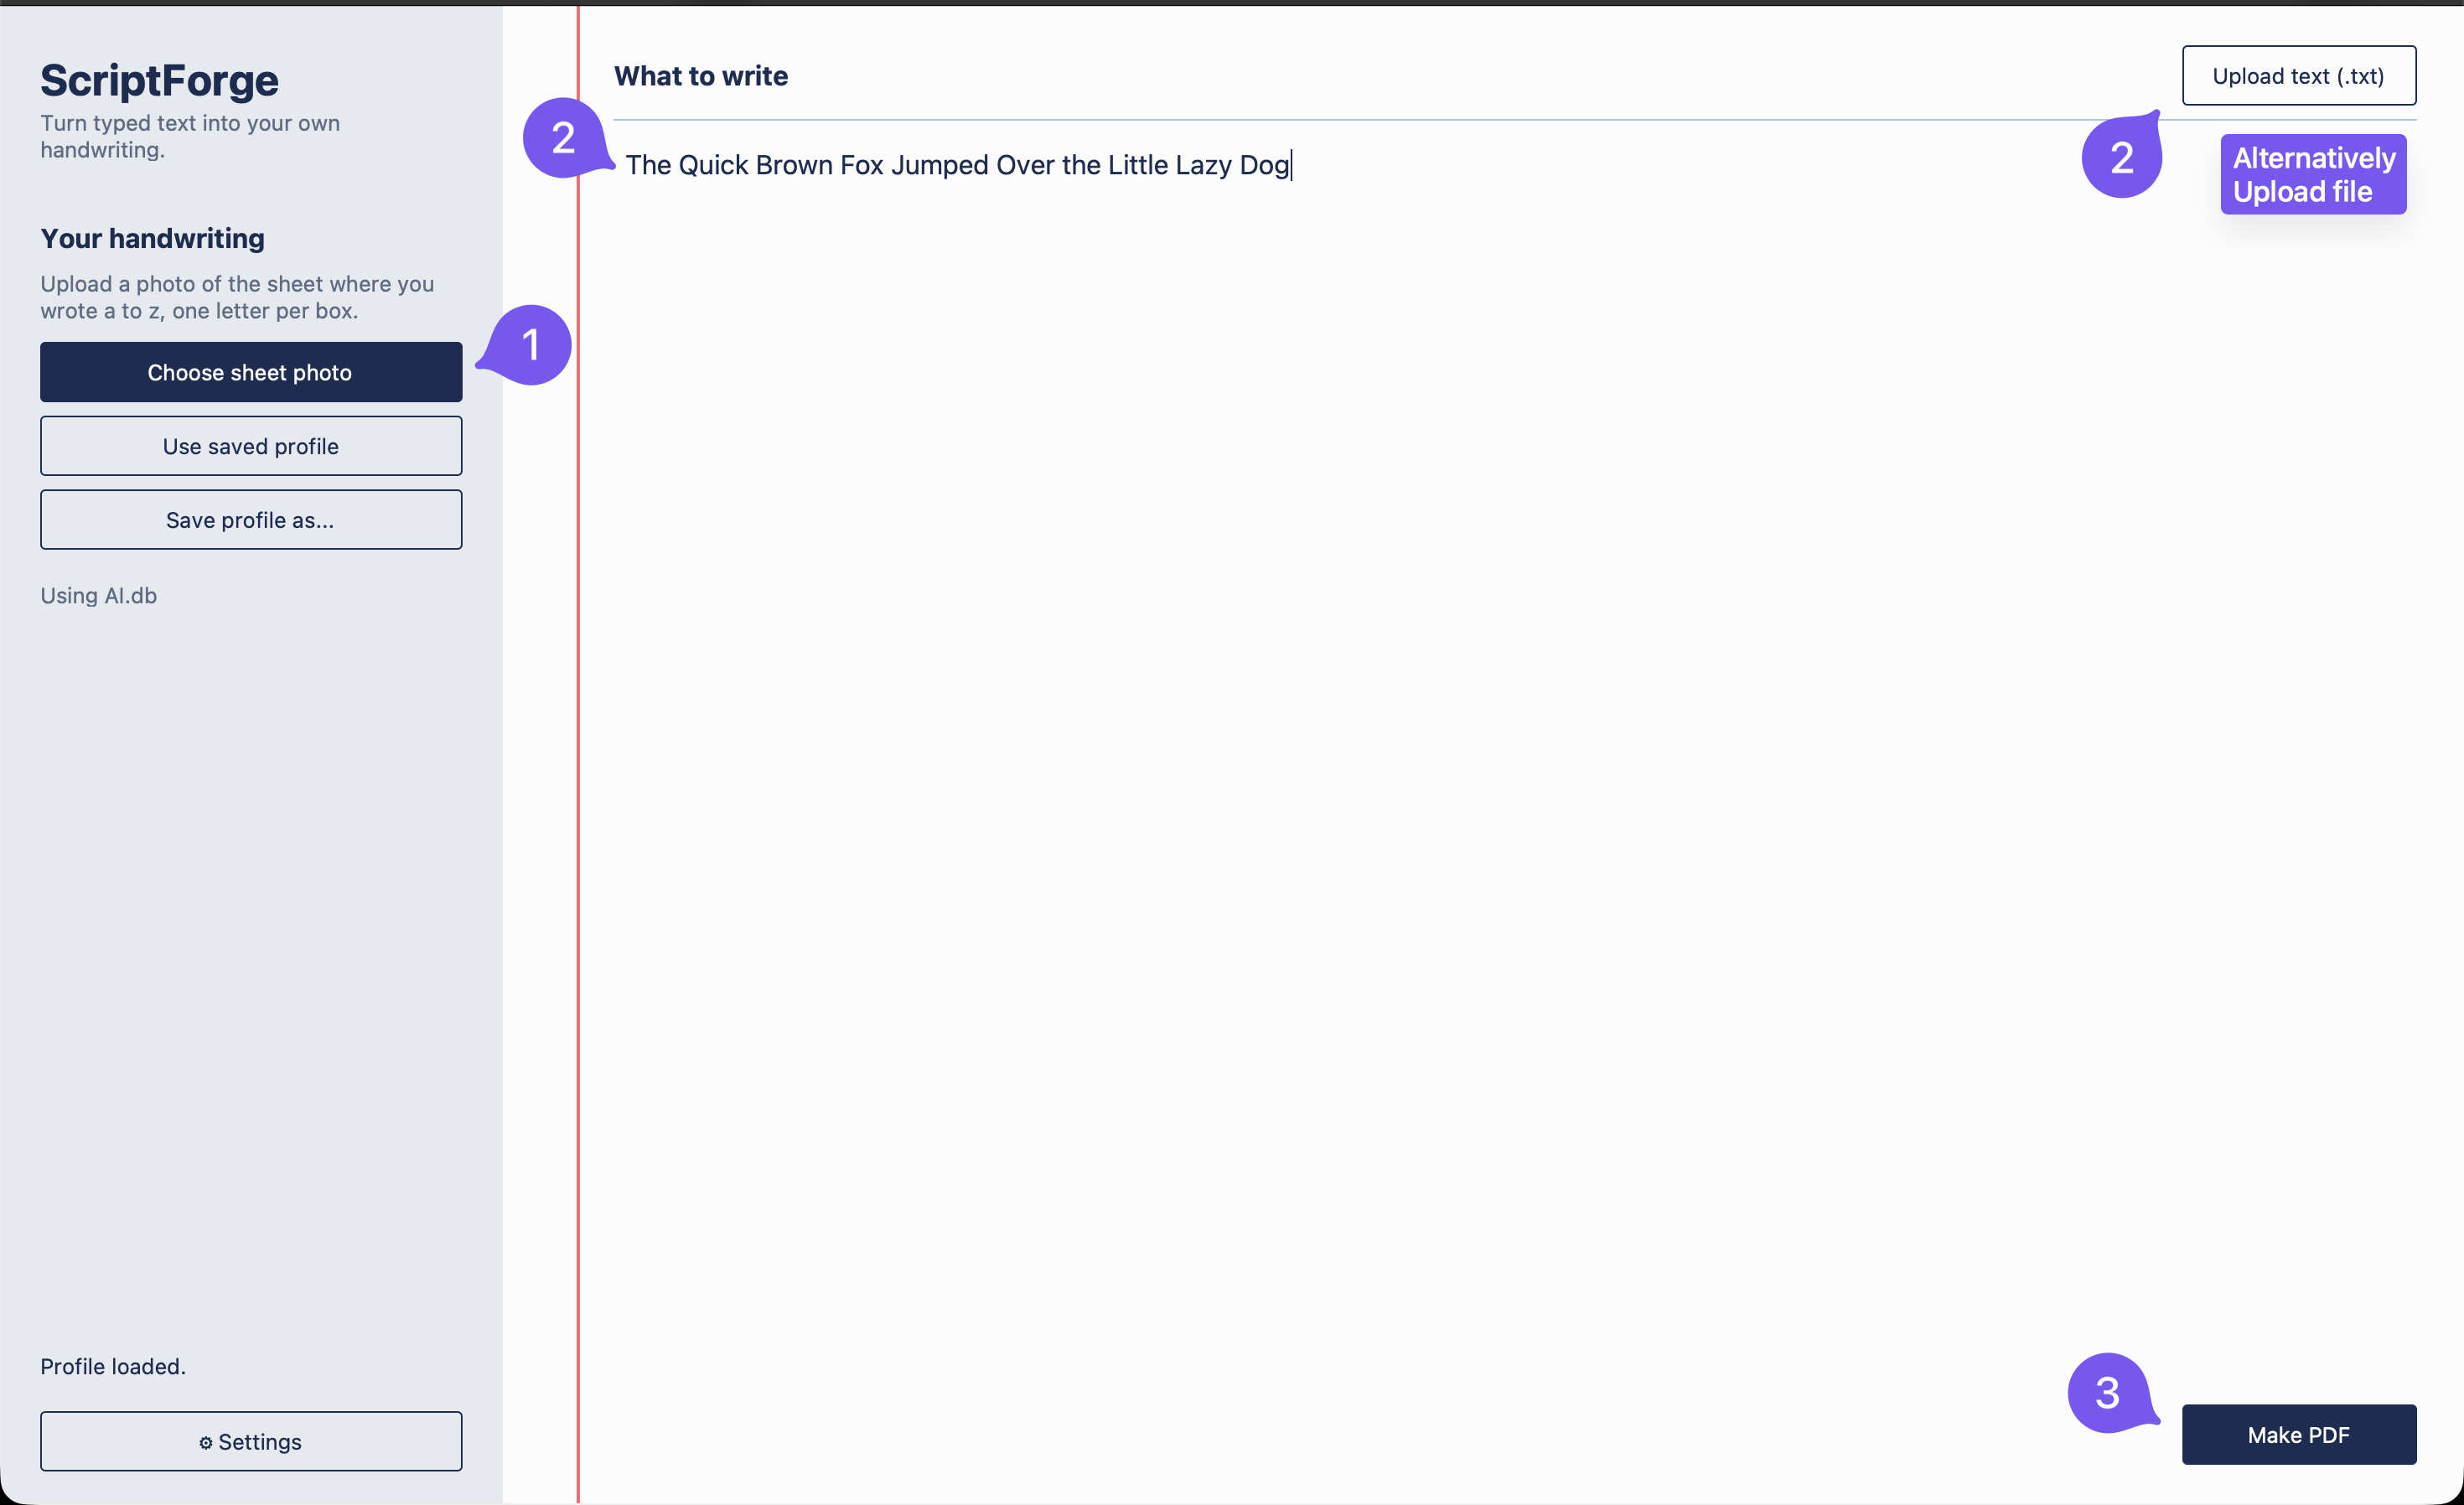 ScriptForge
Turn typed text into your own
handwriting.
Your handwriting
Upload a photo of the sheet where you
wrote a to z, one letter per box.
Choose sheet photo
1
Use saved profile
Save profile as...
Using AI.db
Profile loaded.
⚙ Settings
What to write
Upload text (.txt)
2
The Quick Brown Fox Jumped Over the Little Lazy Dog
2
Alternatively
Upload file
3
Make PDF